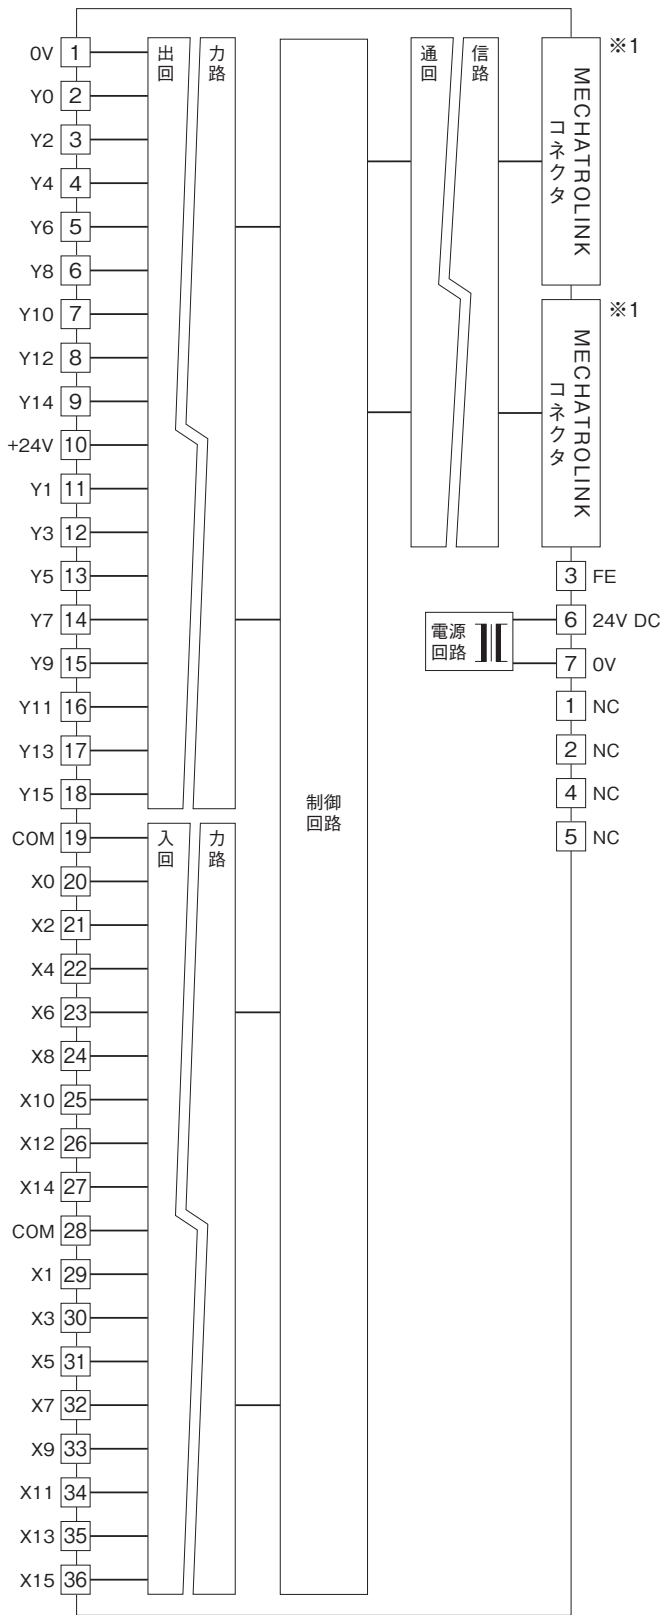 0V 1
Y0 2
Y2 3
Y4 4
Y6 5
Y8 6
Y10 7
Y12 8
Y14 9
+24V 10
Y1 11
Y3 12
Y5 13
Y7 14
Y9 15
Y11 16
Y13 17
Y15 18
COM 19
X0 20
X2 21
X4 22
X6 23
X8 24
X10 25
X12 26
X14 27
COM 28
X1 29
X3 30
X5 31
X7 32
X9 33
X11 34
X13 35
X15 36
出力
回路
入力
回路
制御
回路
通信
回路
MECHATROLINK
コネクタ
※1
MECHATROLINK
コネクタ
※1
電源
回路
3 FE
6 24V DC
7 0V
1 NC
2 NC
4 NC
5 NC